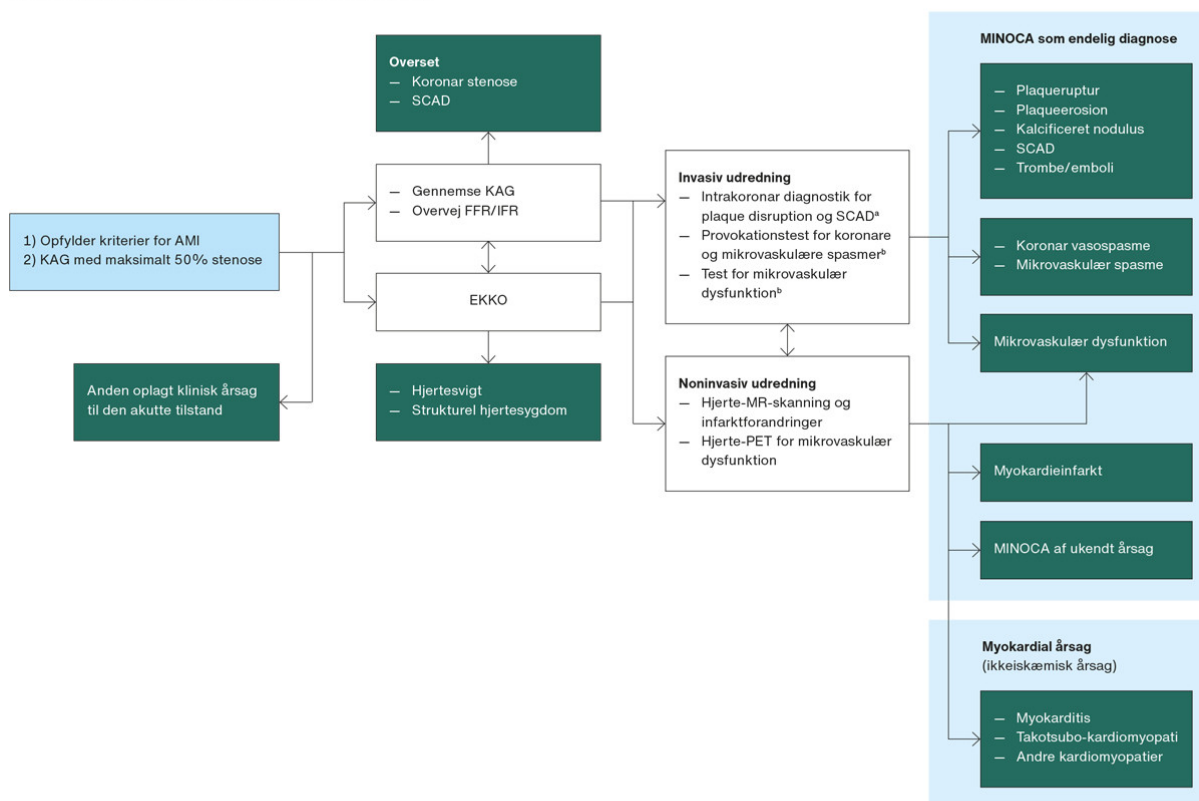 1) Opfylder kriterier for AMI
2) KAG med maksimalt 50% stenose
Anden oplagt klinisk årsag
til den akutte tilstand
Overset
— Koronar stenose
— SCAD
— Gennemse KAG
— Overvej FFR/IFR
EKKO
— Hjertesvigt
— Strukturel hjertesygdom
Invasiv udredning
— Intrakoronar diagnostik for
plaque disruption og SCADᵃ
— Provokationstest for koronare
og mikrovaskulære spasmerᵇ
— Test for mikrovaskulær
dysfunktionᵇ
Noninvasiv udredning
— Hjerte-MR-skanning og
infarktforandringer
— Hjerte-PET for mikrovaskulær
dysfunktion
MINOCA som endelig diagnose
— Plaqueruptur
— Plaqueerosion
— Kalcificeret nodulus
— SCAD
— Trombe/emboli
— Koronar vasospasme
— Mikrovaskulær spasme
Mikrovaskulær dysfunktion
Myokardieinfarkt
MINOCA af ukendt årsag
Myokardial årsag
(ikkeiskæmisk årsag)
— Myokarditis
— Takotsubo-kardiomyopati
— Andre kardiomyopatier